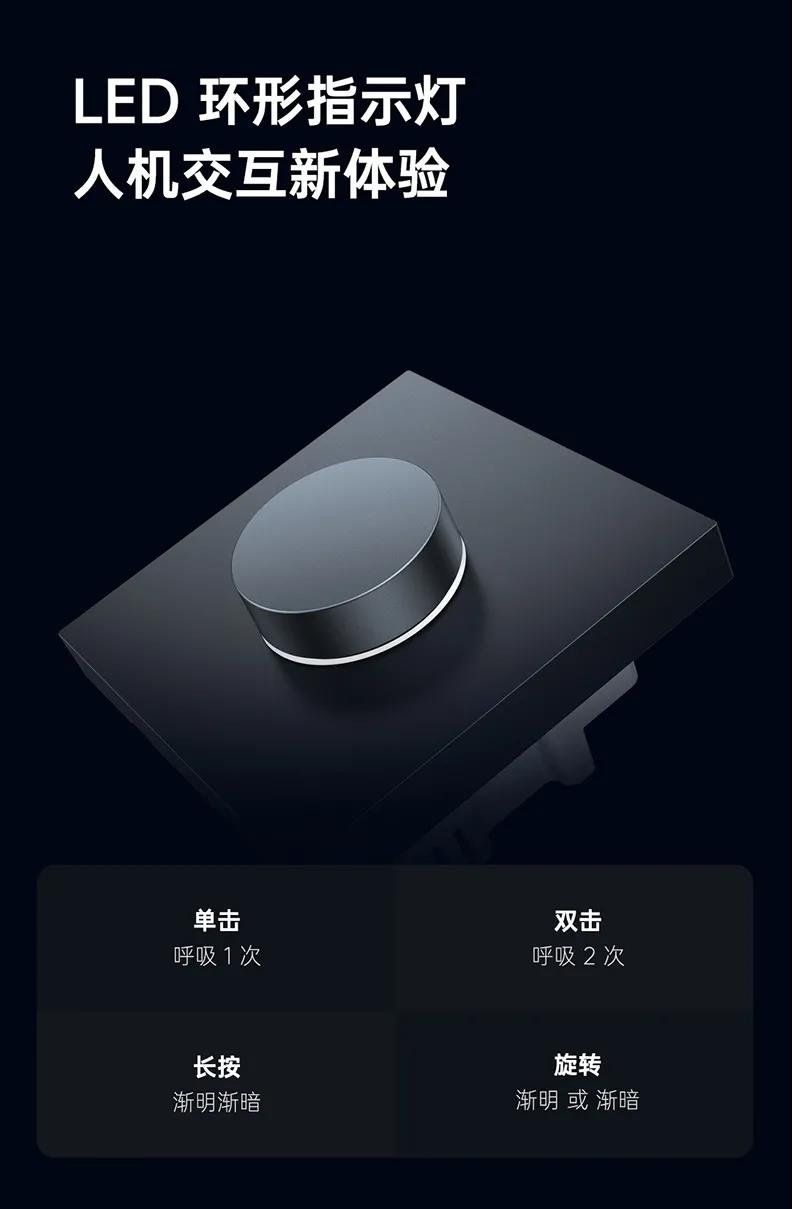 LED 环形指示灯
人机交互新体验
单击
呼吸 1 次
双击
呼吸 2 次
长按
渐明渐暗
旋转
渐明 或 渐暗